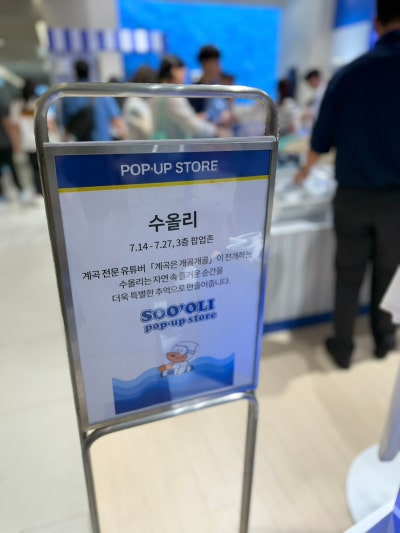 POP-UP STORE
수올리
7.14 - 7.27, 3층 팝업존
계곡 전문 유튜버 「계곡은 개곡개골」이 전개하는
수올리는 자연 속 즐거운 순간을
더욱 특별한 추억으로 만들어줍니다.
SOO'OLI
pop-up store